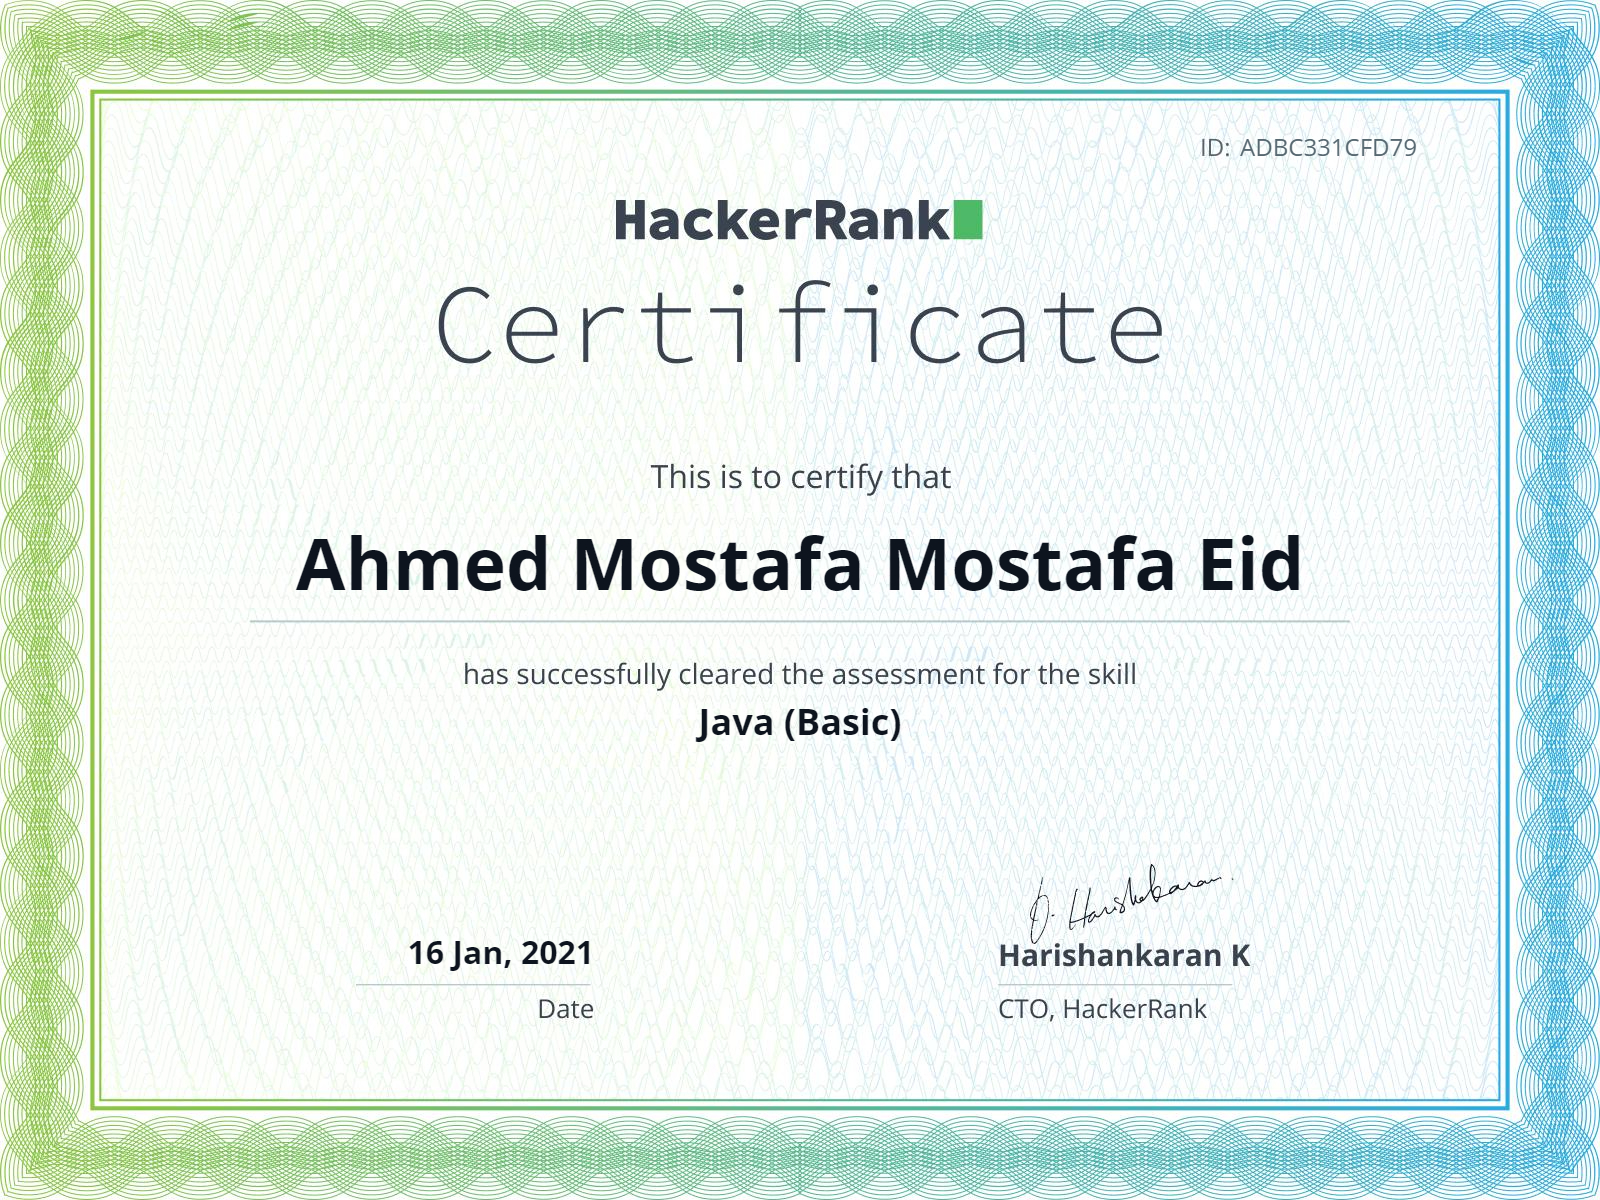 ID: ADBC331CFD79
HackerRank
Certificate
This is to certify that
Ahmed Mostafa Mostafa Eid
has successfully cleared the assessment for the skill
Java (Basic)
16 Jan, 2021
Date
Harishankaran K
CTO, HackerRank